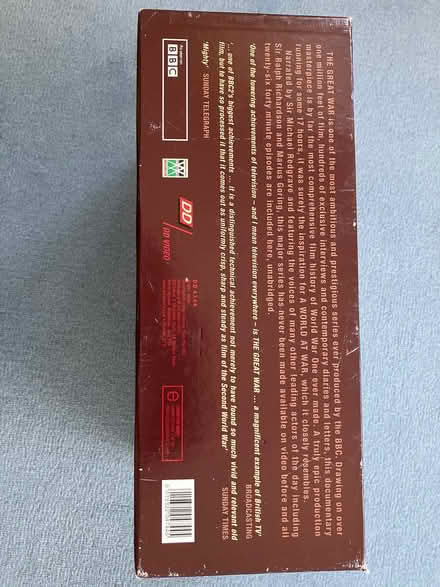 THE GREAT WAR is one of the most ambitious and prestigious series ever produced by the BBC. Drawing on over
one million feet of film, hundreds of exclusive interviews and contemporary diaries and letters, this documentary
masterpiece is by far the most comprehensive film history of World War One ever made. A truly epic production
running for some 17 hours, it was surely the inspiration for A WORLD AT WAR, which it closely resembles.
Narrated by Sir Michael Redgrave and featuring the voices of many other leading actors of the day including
Sir Ralph Richardson and Marius Goring, this major series has never been made available on video before and all
twenty-six forty minute episodes are included here, unabridged.
'One of the towering achievements of television – and I mean television everywhere – is THE GREAT WAR ... a magnificent example of British TV'
BROADCASTING
'... one of BBC2's biggest achievements ... it is a distinguished technical achievement not merely to have found so much vivid and relevant old
film, but to have so processed it that it comes out as uniformly crisp, sharp and steady as film of the Second World War'
SUNDAY TIMES
'Mighty' SUNDAY TELEGRAPH
BBC
DD
DD VIDEO
e